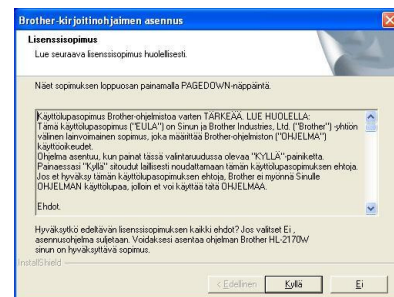 Brother-kirjoitinohjaimen asennus
Lisenssisopimus
Lue seuraava lisenssisopimus huolellisesti.
Näet sopimuksen loppuosan painamalla PAGEDOWN-näppäintä.
Käyttölupasopimus Brother-ohjelmistoa varten TÄRKEÄÄ. LUE HUOLELLA:
Tämä käyttölupasopimus ("EULA") on Sinun ja Brother Industries, Ltd. ("Brother") -yhtiön
välinen lainvoimainen sopimus, joka määrittää Brother-ohjelmiston ("OHJELMA")
käyttöoikeudet.
Ohjelma asentuu, kun painat tässä valintaruudussa olevaa "KYLLÄ"-painiketta.
Painaessasi "Kyllä" sitoudut laillisesti noudattamaan tämän käyttölupasopimuksen ehtoja.
Jos et hyväksy tämän käyttölupasopimuksen ehtoja, Brother ei myönnä Sinulle
OHJELMAN käyttölupaa, jolloin et voi käyttää tätä OHJELMAA.
Ehdot.
Hyväksytkö edeltävän lisenssisopimuksen kaikki ehdot? Jos valitset Ei ,
asennusohjelma suljetaan. Voidaksesi asentaa ohjelman Brother HL-2170W
sinun on hyväksyttävä sopimus.
InstallShield
< Edellinen
Kyllä
Ei